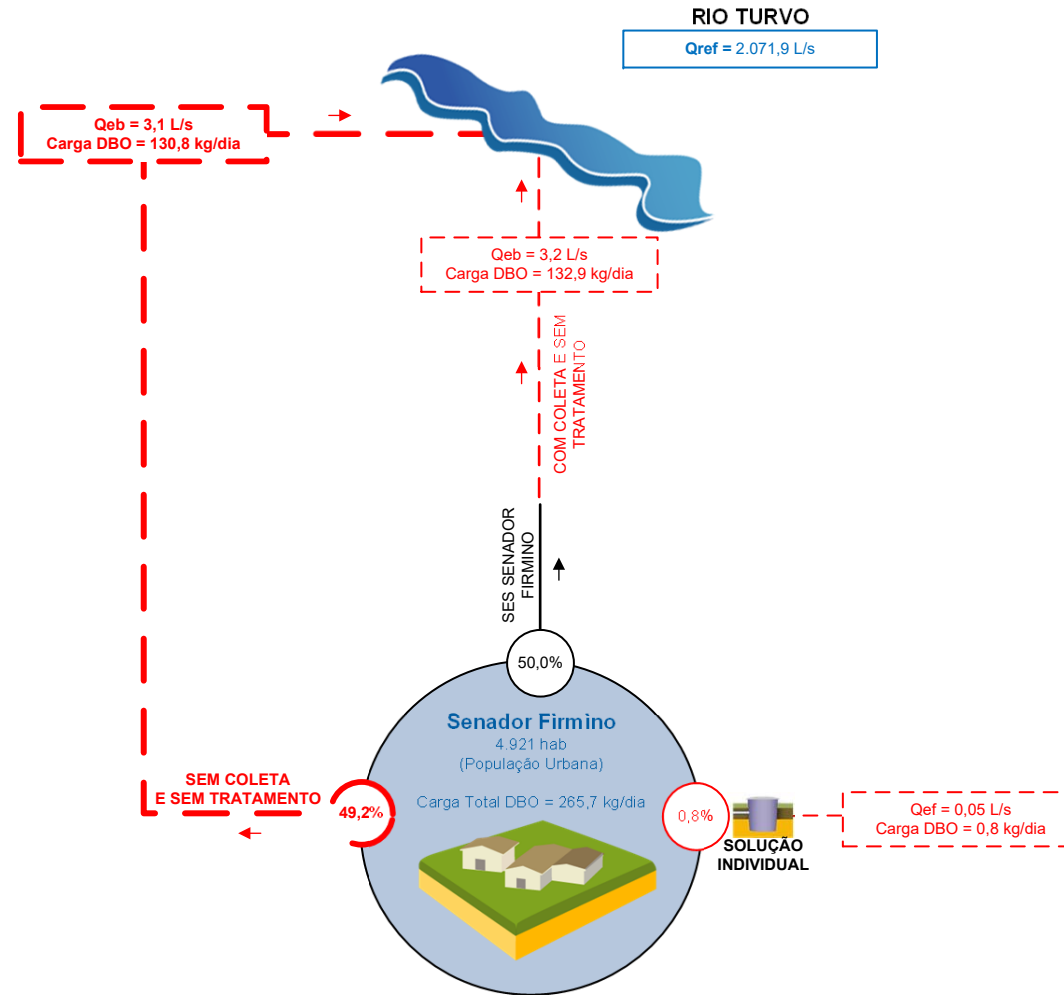 RIO TURVO
Qref = 2.071,9 L/s
Qeb = 3,1 L/s
Carga DBO = 130,8 kg/dia
Qeb = 3,2 L/s
Carga DBO = 132,9 kg/dia
COM COLETA E SEM
TRATAMENTO
SES SENADOR
FIRMINO
50,0%
Senador Firmino
4.921 hab
(População Urbana)
Carga Total DBO = 265,7 kg/dia
SEM COLETA
E SEM TRATAMENTO
49,2%
0,8%
SOLUÇÃO
INDIVIDUAL
Qef = 0,05 L/s
Carga DBO = 0,8 kg/dia